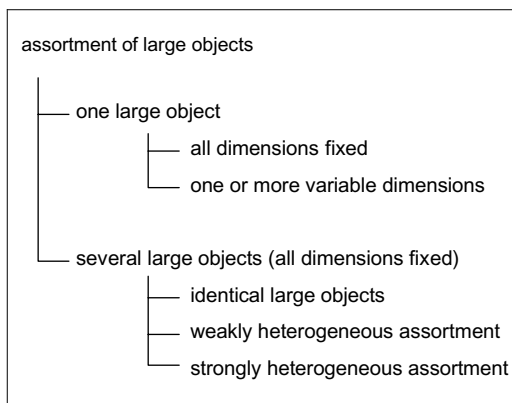 assortment of large objects
one large object
all dimensions fixed
one or more variable dimensions
several large objects (all dimensions fixed)
identical large objects
weakly heterogeneous assortment
strongly heterogeneous assortment